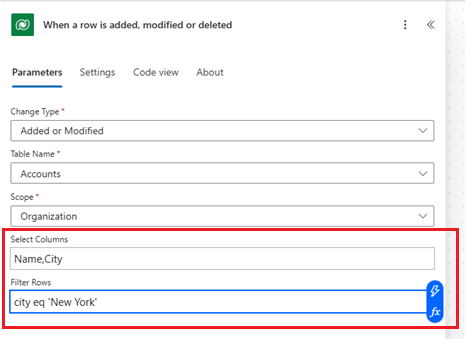 When a row is added, modified or deleted
Parameters Settings Code view About
Change Type *
Added or Modified
Table Name *
Accounts
Scope *
Organization
Select Columns
Name,City
Filter Rows
city eq 'New York'
fx